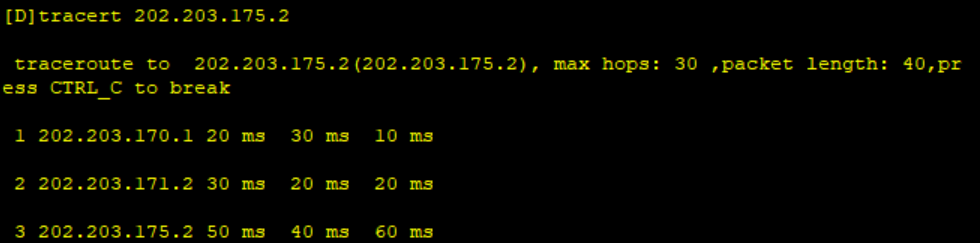 [D]tracert 202.203.175.2
traceroute to  202.203.175.2(202.203.175.2), max hops: 30 ,packet length: 40,pr
ess CTRL_C to break
1 202.203.170.1 20 ms  30 ms  10 ms
2 202.203.171.2 30 ms  20 ms  20 ms
3 202.203.175.2 50 ms  40 ms  60 ms